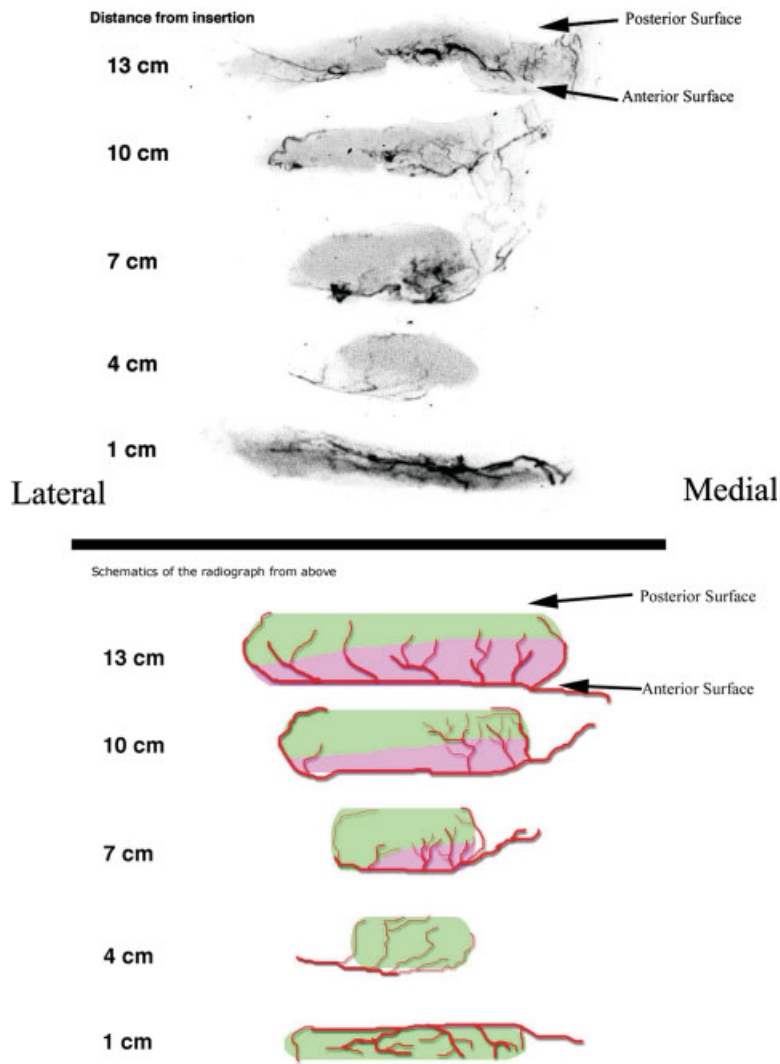 Distance from insertion
Posterior Surface
13 cm
Anterior Surface
10 cm
7 cm
4 cm
1 cm
Lateral
Medial
Schematics of the radiograph from above
Posterior Surface
13 cm
Anterior Surface
10 cm
7 cm
4 cm
1 cm